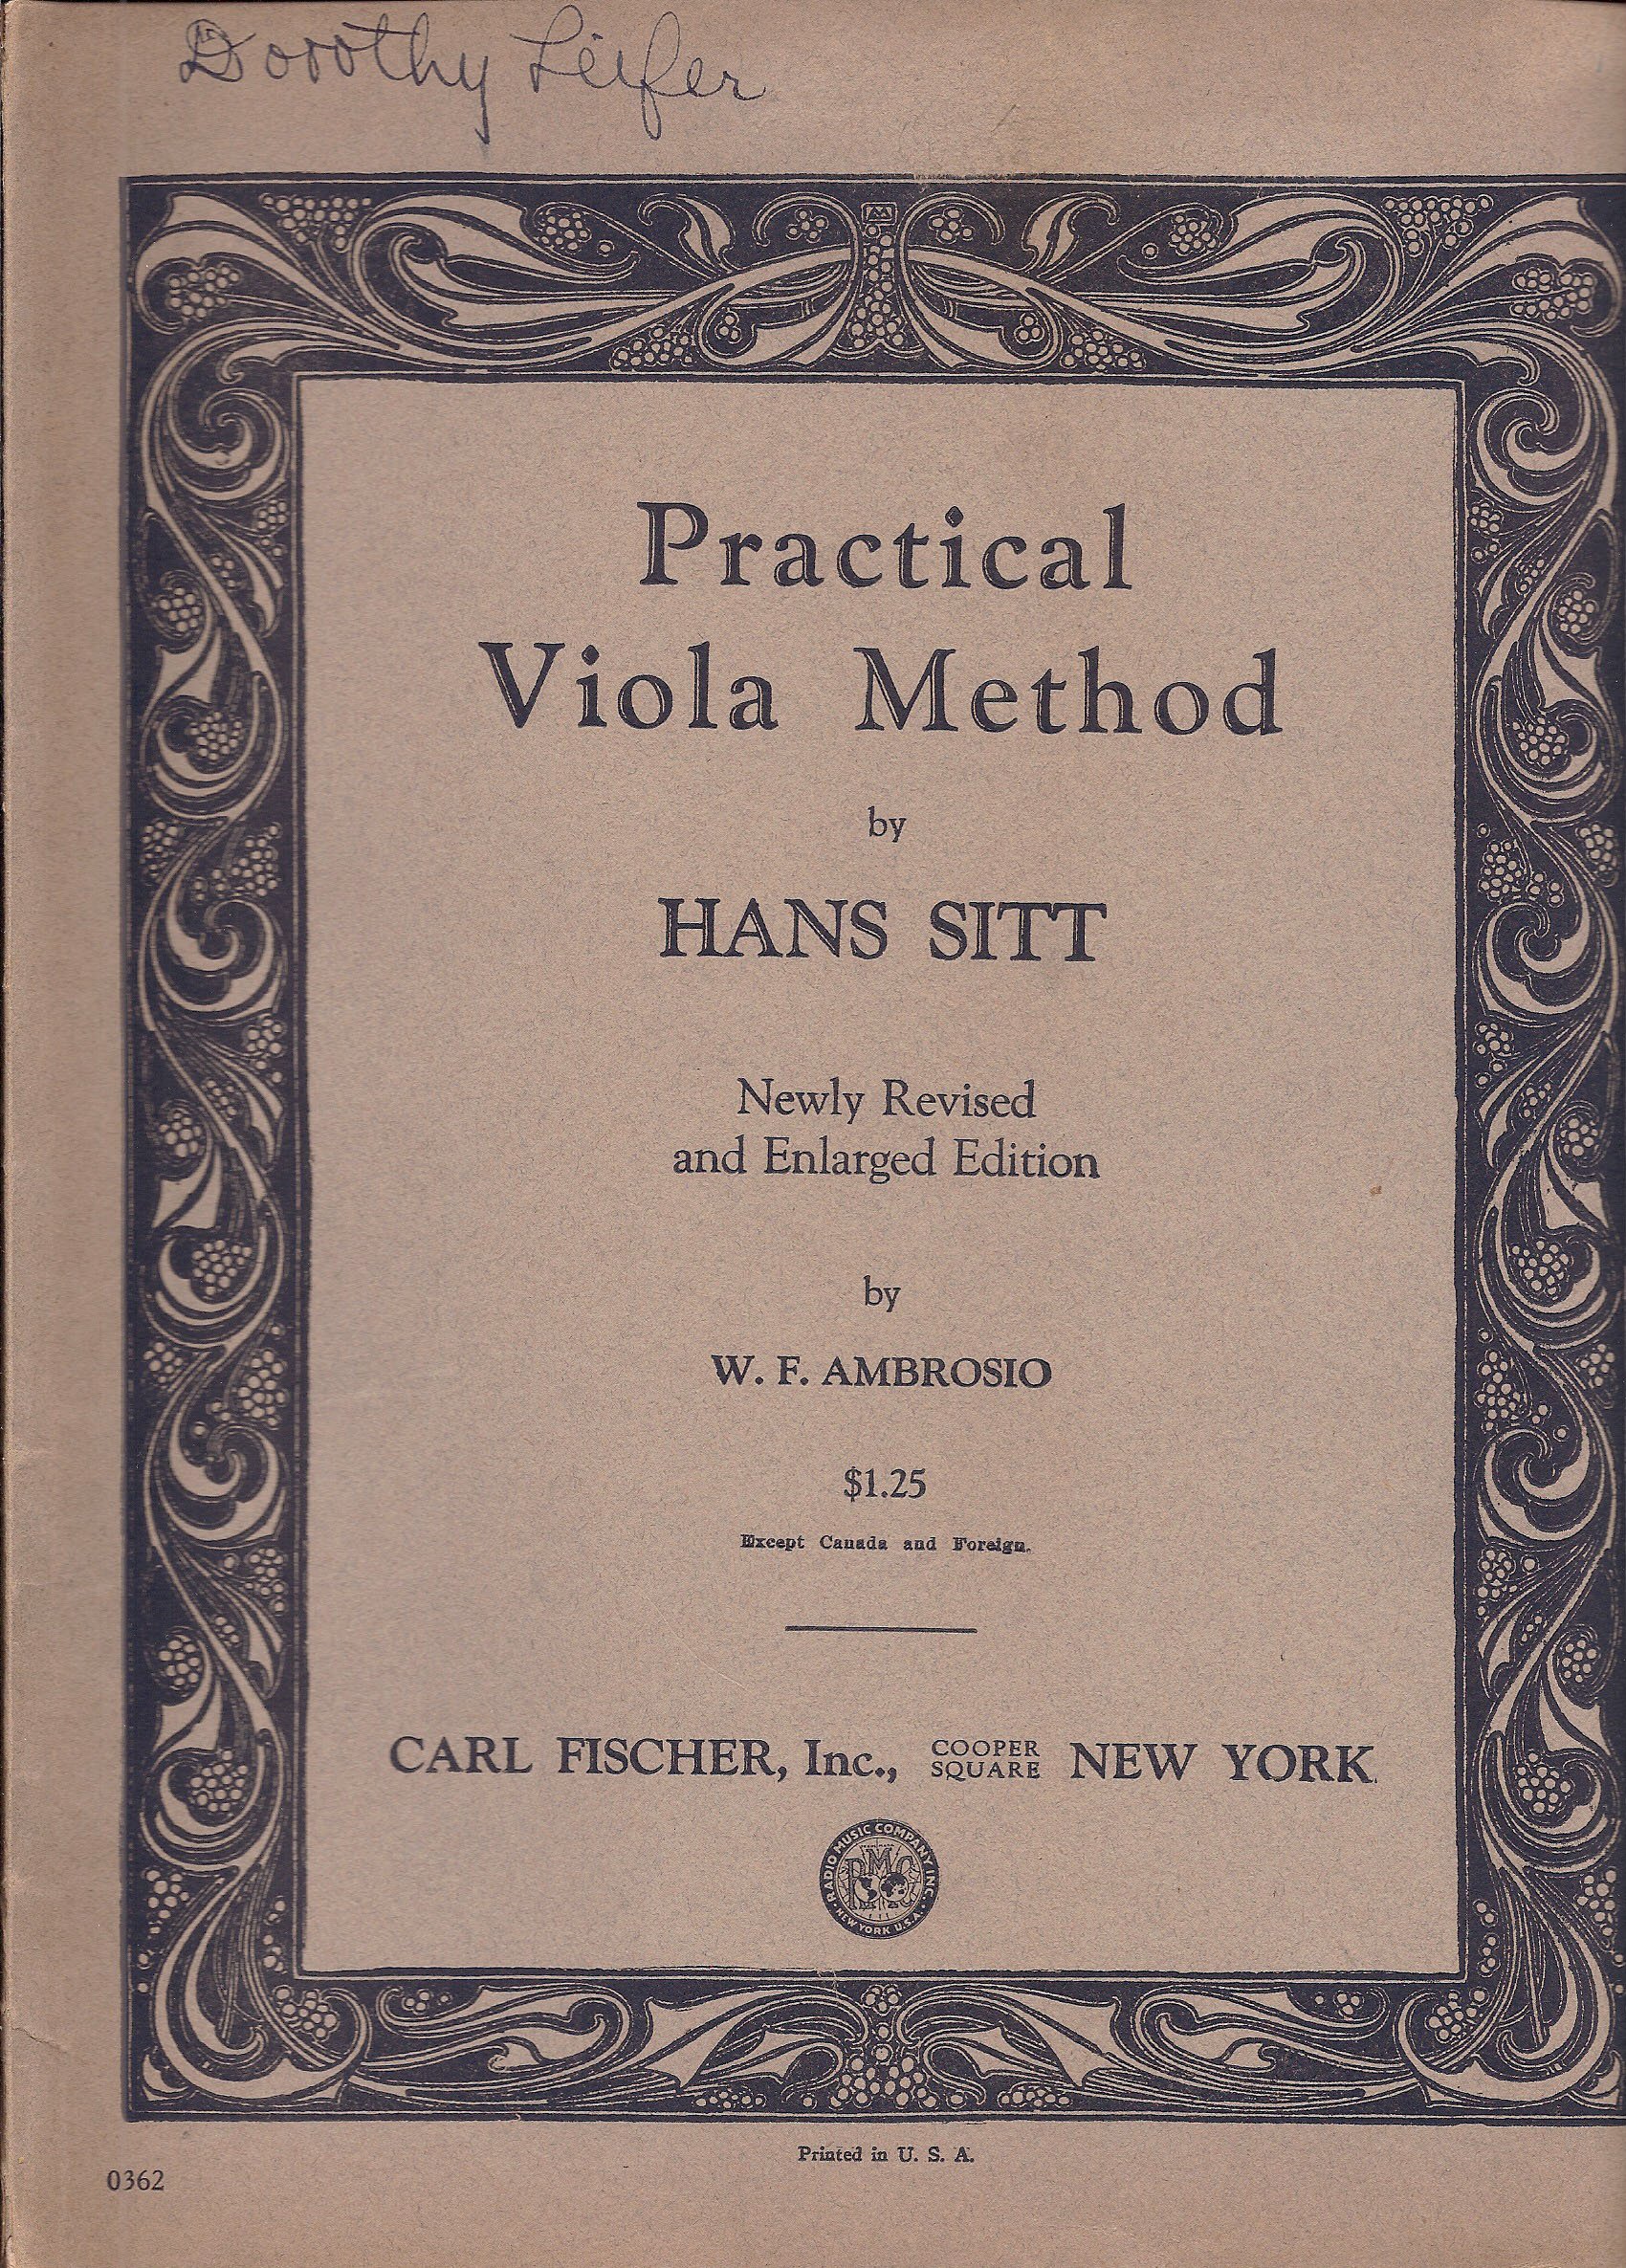 Dorothy Leifer
Practical
Viola Method
by
HANS SITT
Newly Revised
and Enlarged Edition
by
W. F. AMBROSIO
$1.25
Except Canada and Foreign.
CARL FISCHER, Inc., COOPER SQUARE NEW YORK.
RADIO MUSIC COMPANY INC.
RMC
NEW YORK U.S.A.
Printed in U. S. A.
0362